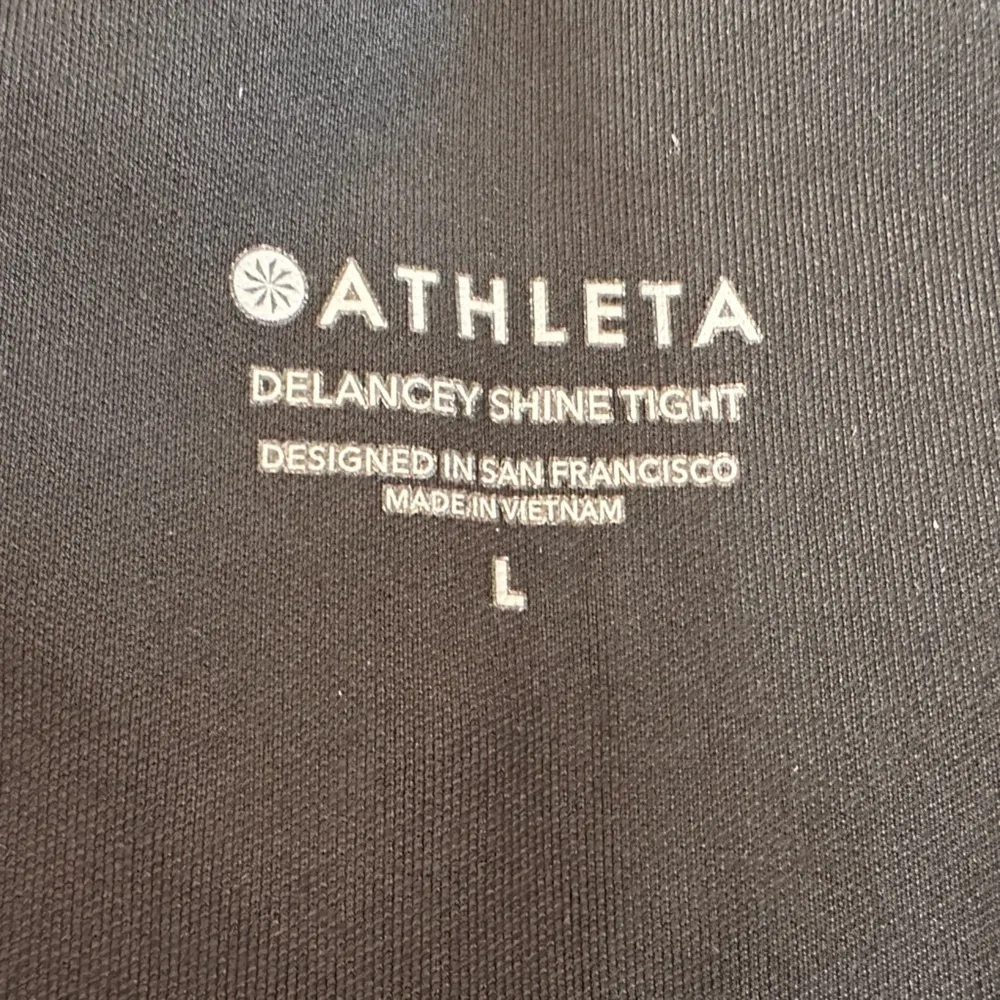 ATHLETA
DELANCEY SHINE TIGHT
DESIGNED IN SAN FRANCISCO
MADE IN VIETNAM
L